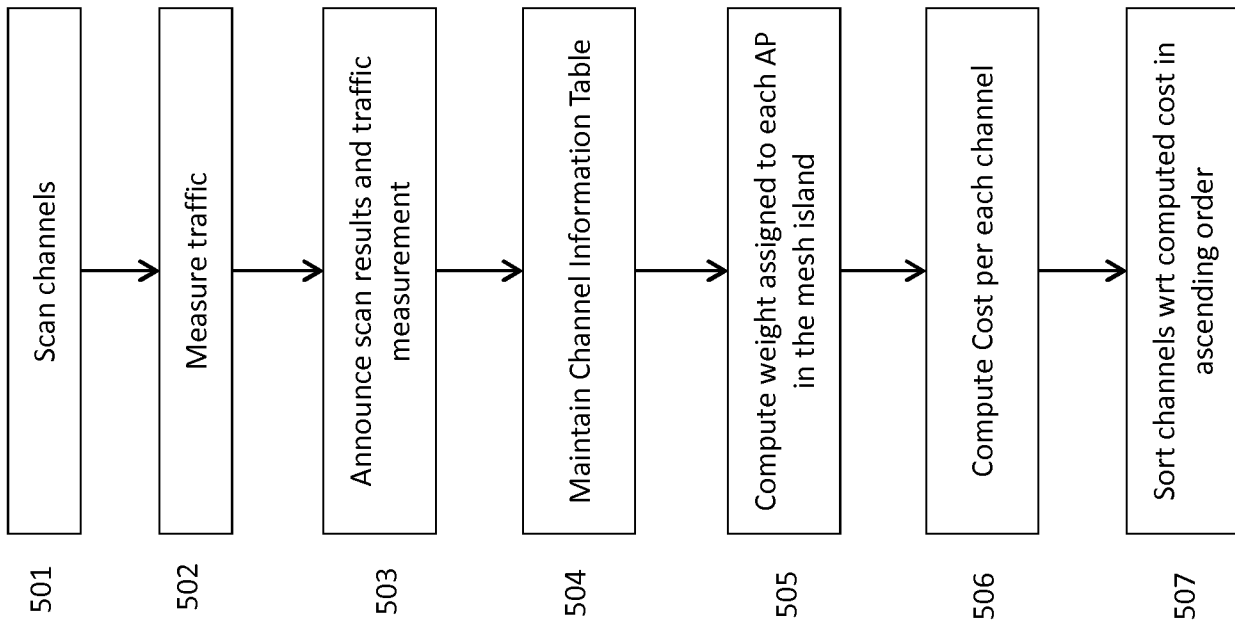 501
Scan channels
502
Measure traffic
503
Announce scan results and traffic
measurement
504
Maintain Channel Information Table
505
Compute weight assigned to each AP
in the mesh island
506
Compute Cost per each channel
507
Sort channels wrt computed cost in
ascending order